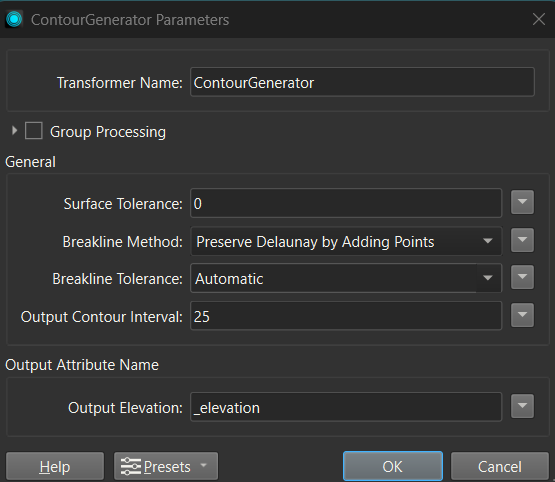 ContourGenerator Parameters
Transformer Name: ContourGenerator
Group Processing
General
Surface Tolerance: 0
Breakline Method: Preserve Delaunay by Adding Points
Breakline Tolerance: Automatic
Output Contour Interval: 25
Output Attribute Name
Output Elevation: _elevation
Help Presets OK Cancel